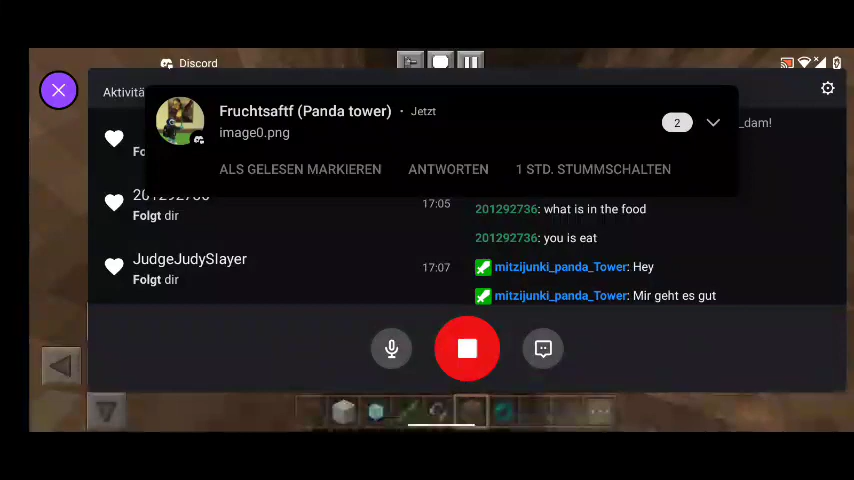 Discord
Aktivitä
Fruchtsaftf (Panda tower) · Jetzt
image0.png
2
ALS GELESEN MARKIEREN ANTWORTEN 1 STD. STUMMSCHALTEN
_dam!
Fo
201292736
Folgt dir
17:05
201292736: what is in the food
201292736: you is eat
JudgeJudySlayer
Folgt dir
17:07
mitzijunki_panda_Tower: Hey
mitzijunki_panda_Tower: Mir geht es gut